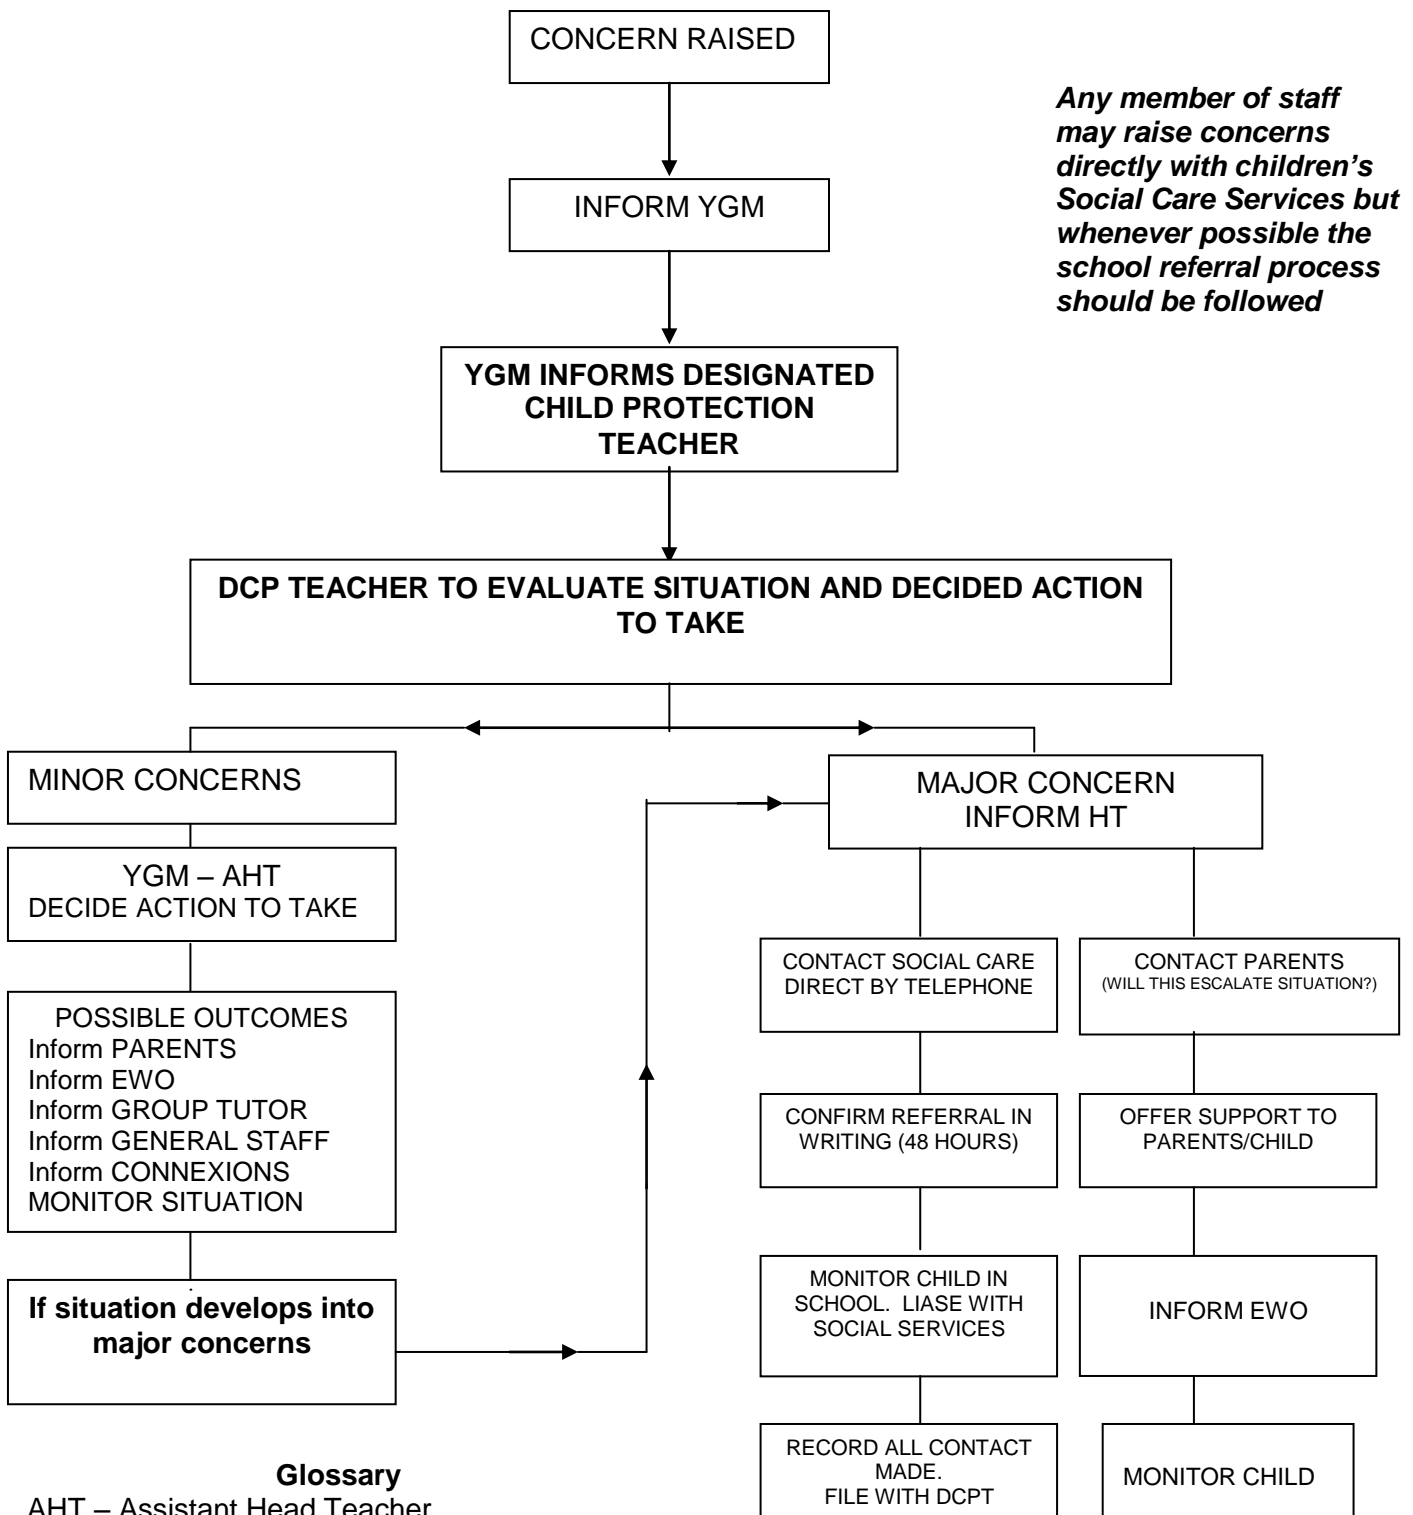 CONCERN RAISED
Any member of staff
may raise concerns
directly with children’s
Social Care Services but
whenever possible the
school referral process
should be followed
INFORM YGM
YGM INFORMS DESIGNATED
CHILD PROTECTION
TEACHER
DCP TEACHER TO EVALUATE SITUATION AND DECIDED ACTION
TO TAKE
MINOR CONCERNS
YGM – AHT
DECIDE ACTION TO TAKE
POSSIBLE OUTCOMES
Inform PARENTS
Inform EWO
Inform GROUP TUTOR
Inform GENERAL STAFF
Inform CONNEXIONS
MONITOR SITUATION
If situation develops into
major concerns
MAJOR CONCERN
INFORM HT
CONTACT SOCIAL CARE
DIRECT BY TELEPHONE
CONFIRM REFERRAL IN
WRITING (48 HOURS)
MONITOR CHILD IN
SCHOOL.  LIASE WITH
SOCIAL SERVICES
RECORD ALL CONTACT
MADE.
FILE WITH DCPT
CONTACT PARENTS
(WILL THIS ESCALATE SITUATION?)
OFFER SUPPORT TO
PARENTS/CHILD
INFORM EWO
MONITOR CHILD
Glossary
AHT – Assistant Head Teacher